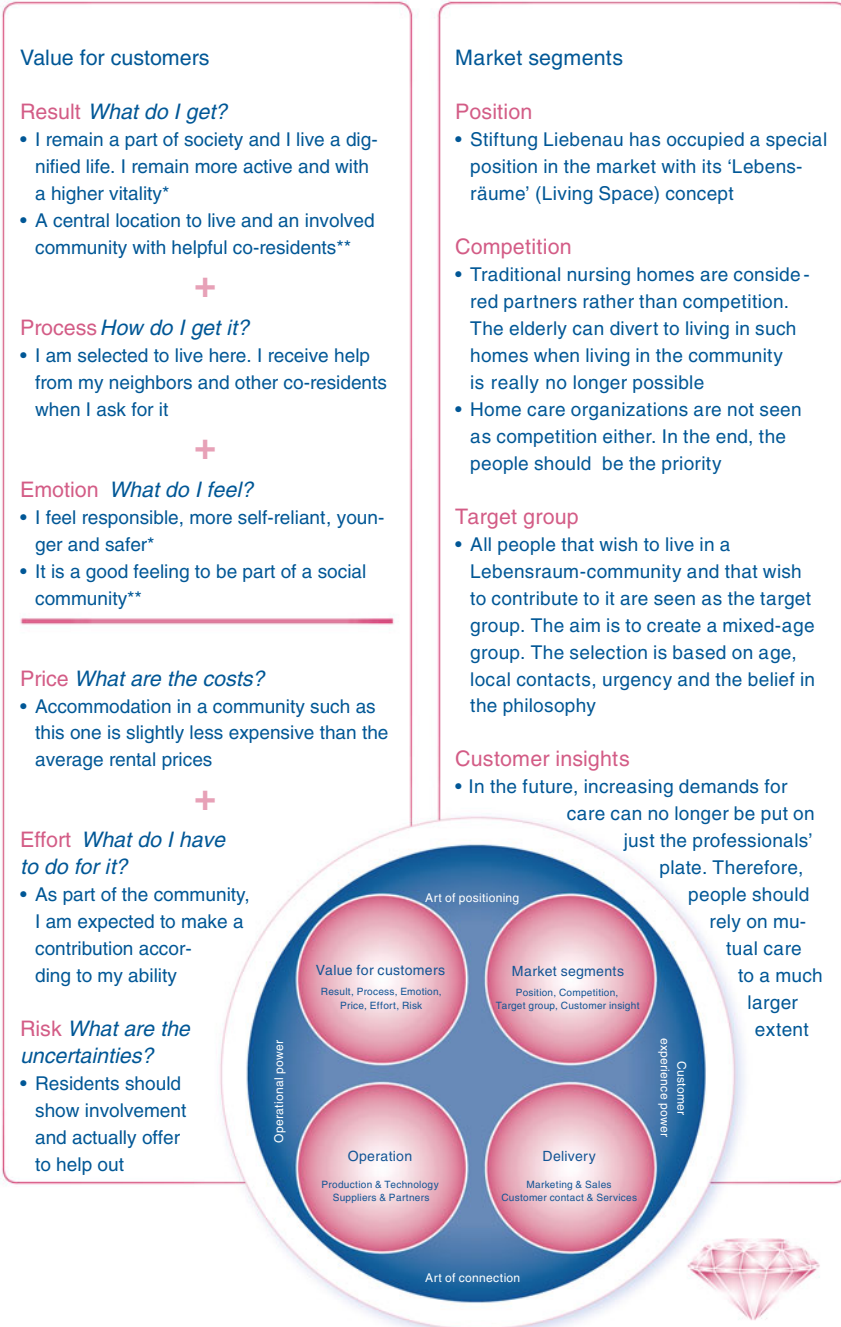 Value for customers
Result What do I get?
• I remain a part of society and I live a dig-
nified life. I remain more active and with
a higher vitality*
• A central location to live and an involved
community with helpful co-residents**
+
Process How do I get it?
• I am selected to live here. I receive help
from my neighbors and other co-residents
when I ask for it
+
Emotion What do I feel?
• I feel responsible, more self-reliant, youn-
ger and safer*
• It is a good feeling to be part of a social
community**
Price What are the costs?
• Accommodation in a community such as
this one is slightly less expensive than the
average rental prices
+
Effort What do I have
to do for it?
• As part of the community,
I am expected to make a
contribution accor-
ding to my ability
Risk What are the
uncertainties?
• Residents should
show involvement
and actually offer
to help out
Market segments
Position
• Stiftung Liebenau has occupied a special
position in the market with its ‘Lebens-
räume’ (Living Space) concept
Competition
• Traditional nursing homes are conside-
red partners rather than competition.
The elderly can divert to living in such
homes when living in the community
is really no longer possible
• Home care organizations are not seen
as competition either. In the end, the
people should be the priority
Target group
• All people that wish to live in a
Lebensraum-community and that wish
to contribute to it are seen as the target
group. The aim is to create a mixed-age
group. The selection is based on age,
local contacts, urgency and the belief in
the philosophy
Customer insights
• In the future, increasing demands for
care can no longer be put on
just the professionals’
plate. Therefore,
people should
rely on mu-
tual care
to a much
larger
extent
Art of positioning
Value for customers
Result, Process, Emotion,
Price, Effort, Risk
Market segments
Position, Competition,
Target group, Customer insight
Operational power
Customer
experience power
Operation
Production & Technology
Suppliers & Partners
Delivery
Marketing & Sales
Customer contact & Services
Art of connection